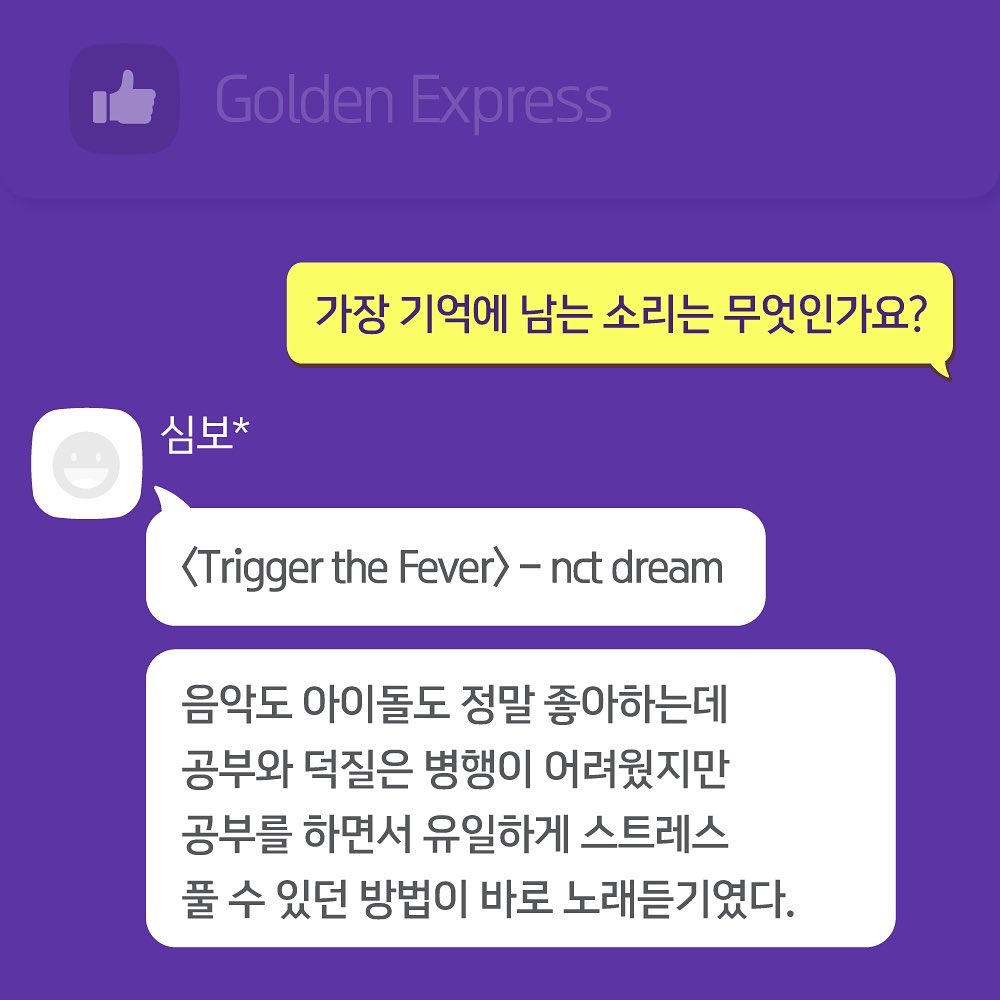 Golden Express
가장 기억에 남는 소리는 무엇인가요?
심보*
〈Trigger the Fever〉 – nct dream
음악도 아이돌도 정말 좋아하는데
공부와 덕질은 병행이 어려웠지만
공부를 하면서 유일하게 스트레스
풀 수 있던 방법이 바로 노래듣기였다.